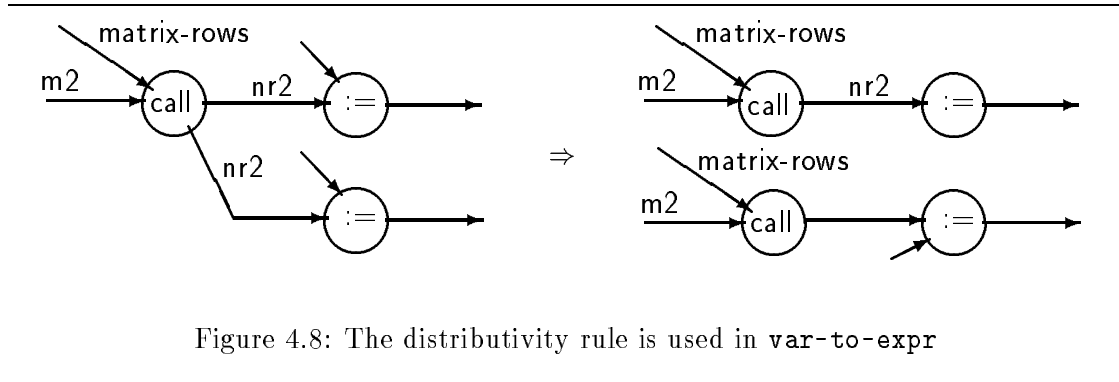 matrix-rows
m2
call
nr2
:=
nr2
:=
⇒
matrix-rows
m2
call
nr2
:=
matrix-rows
m2
call
:=
Figure 4.8: The distributivity rule is used in var-to-expr